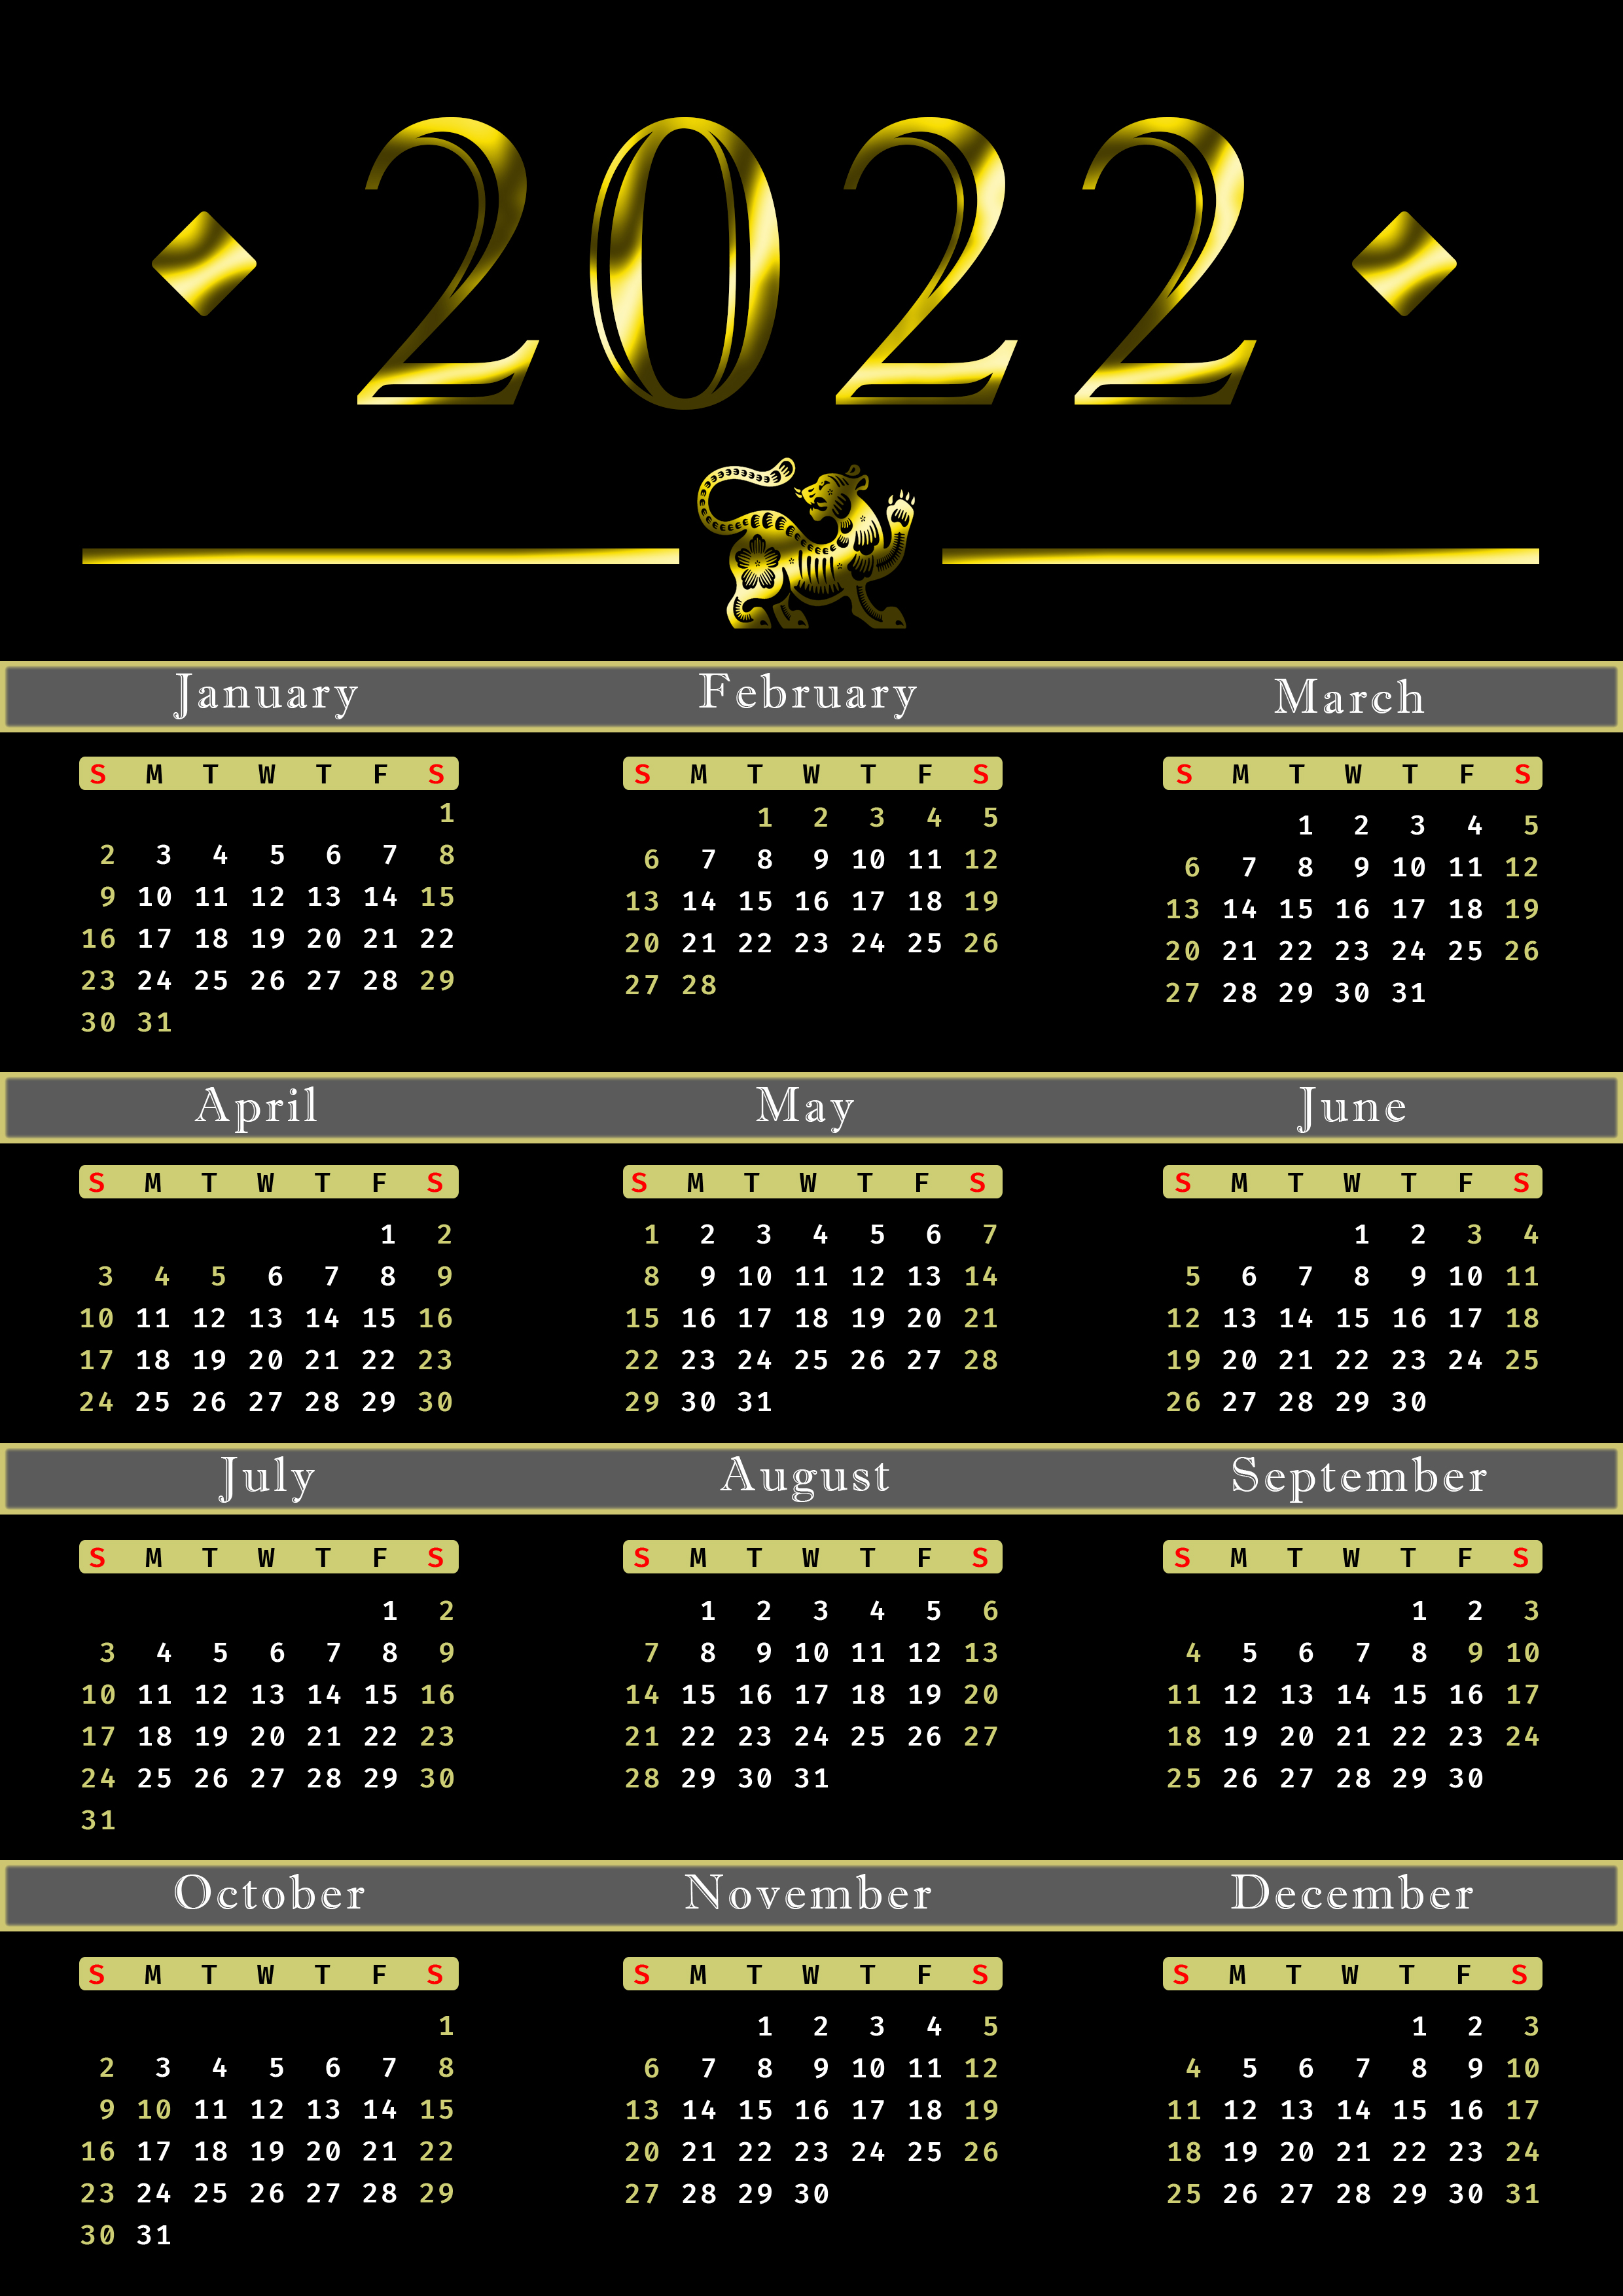 2022
January February March
S M T W T F S S M T W T F S S M T W T F S
1 1 2 3 4 5 1 2 3 4 5
2 3 4 5 6 7 8 6 7 8 9 10 11 12 6 7 8 9 10 11 12
9 10 11 12 13 14 15 13 14 15 16 17 18 19 13 14 15 16 17 18 19
16 17 18 19 20 21 22 20 21 22 23 24 25 26 20 21 22 23 24 25 26
23 24 25 26 27 28 29 27 28 27 28 29 30 31
30 31
April May June
S M T W T F S S M T W T F S S M T W T F S
1 2 1 2 3 4 5 6 7 1 2 3 4
3 4 5 6 7 8 9 8 9 10 11 12 13 14 5 6 7 8 9 10 11
10 11 12 13 14 15 16 15 16 17 18 19 20 21 12 13 14 15 16 17 18
17 18 19 20 21 22 23 22 23 24 25 26 27 28 19 20 21 22 23 24 25
24 25 26 27 28 29 30 29 30 31 26 27 28 29 30
July August September
S M T W T F S S M T W T F S S M T W T F S
1 2 1 2 3 4 5 6 1 2 3
3 4 5 6 7 8 9 7 8 9 10 11 12 13 4 5 6 7 8 9 10
10 11 12 13 14 15 16 14 15 16 17 18 19 20 11 12 13 14 15 16 17
17 18 19 20 21 22 23 21 22 23 24 25 26 27 18 19 20 21 22 23 24
24 25 26 27 28 29 30 28 29 30 31 25 26 27 28 29 30
31
October November December
S M T W T F S S M T W T F S S M T W T F S
1 1 2 3 4 5 1 2 3
2 3 4 5 6 7 8 6 7 8 9 10 11 12 4 5 6 7 8 9 10
9 10 11 12 13 14 15 13 14 15 16 17 18 19 11 12 13 14 15 16 17
16 17 18 19 20 21 22 20 21 22 23 24 25 26 18 19 20 21 22 23 24
23 24 25 26 27 28 29 27 28 29 30 25 26 27 28 29 30 31
30 31